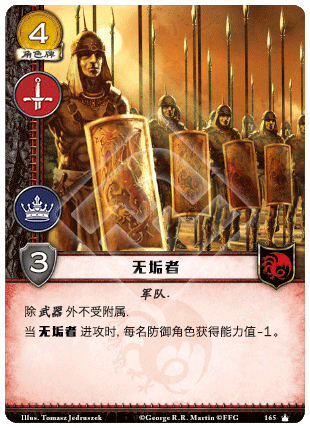 4
角色牌
3
无垢者
军队.
除 武器 外不受附属.
当 无垢者 进攻时, 每名防御角色获得能力值-1。
Illus. Tomasz Jedruszek ©George R.R. Martin ©FFG 165